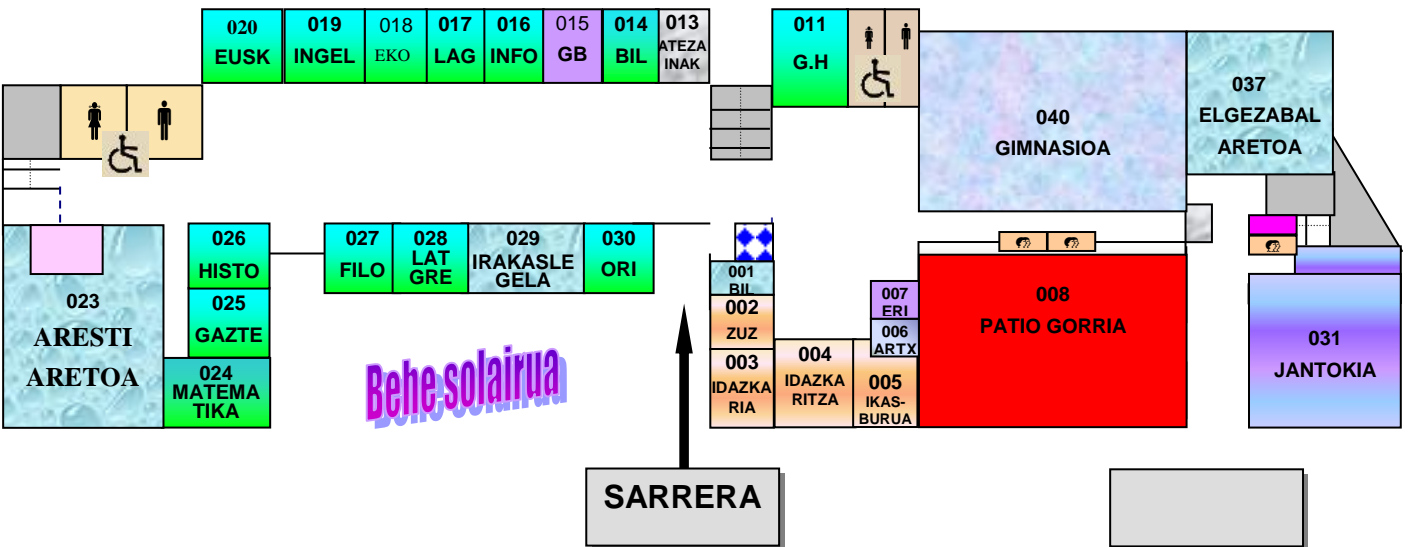 020
EUSK
019
INGEL
018
EKO
017
LAG
016
INFO
015
GB
014
BIL
013
ATEZA
INAK
011
G.H
040
GIMNASIOA
037
ELGEZABAL
ARETOA
023
ARESTI
ARETOA
026
HISTO
025
GAZTE
024
MATEMA
TIKA
027
FILO
028
LAT
GRE
029
IRAKASLE
GELA
030
ORI
001
BIL
002
ZUZ
003
IDAZKA
RIA
004
IDAZKA
RITZA
007
ERI
006
ARTX
005
IKAS-
BURUA
008
PATIO GORRIA
031
JANTOKIA
Behe solairua
SARRERA